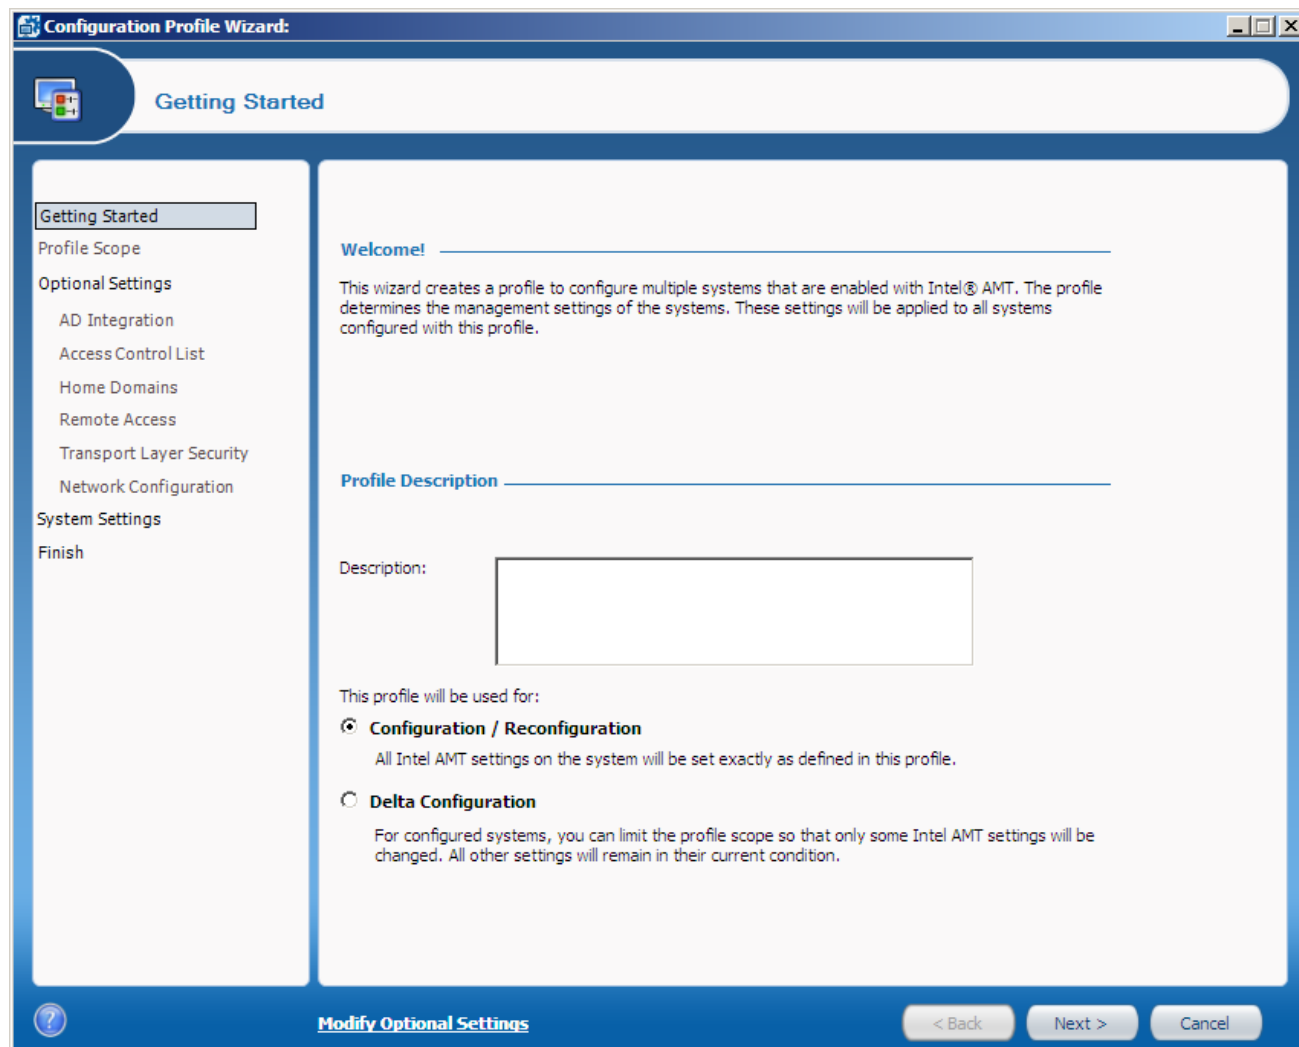 Configuration Profile Wizard:
Getting Started
Getting Started
Profile Scope
Optional Settings
AD Integration
Access Control List
Home Domains
Remote Access
Transport Layer Security
Network Configuration
System Settings
Finish
Welcome!
This wizard creates a profile to configure multiple systems that are enabled with Intel® AMT. The profile
determines the management settings of the systems. These settings will be applied to all systems
configured with this profile.
Profile Description
Description:
This profile will be used for:
Configuration / Reconfiguration
All Intel AMT settings on the system will be set exactly as defined in this profile.
Delta Configuration
For configured systems, you can limit the profile scope so that only some Intel AMT settings will be
changed. All other settings will remain in their current condition.
?
Modify Optional Settings
< Back
Next >
Cancel